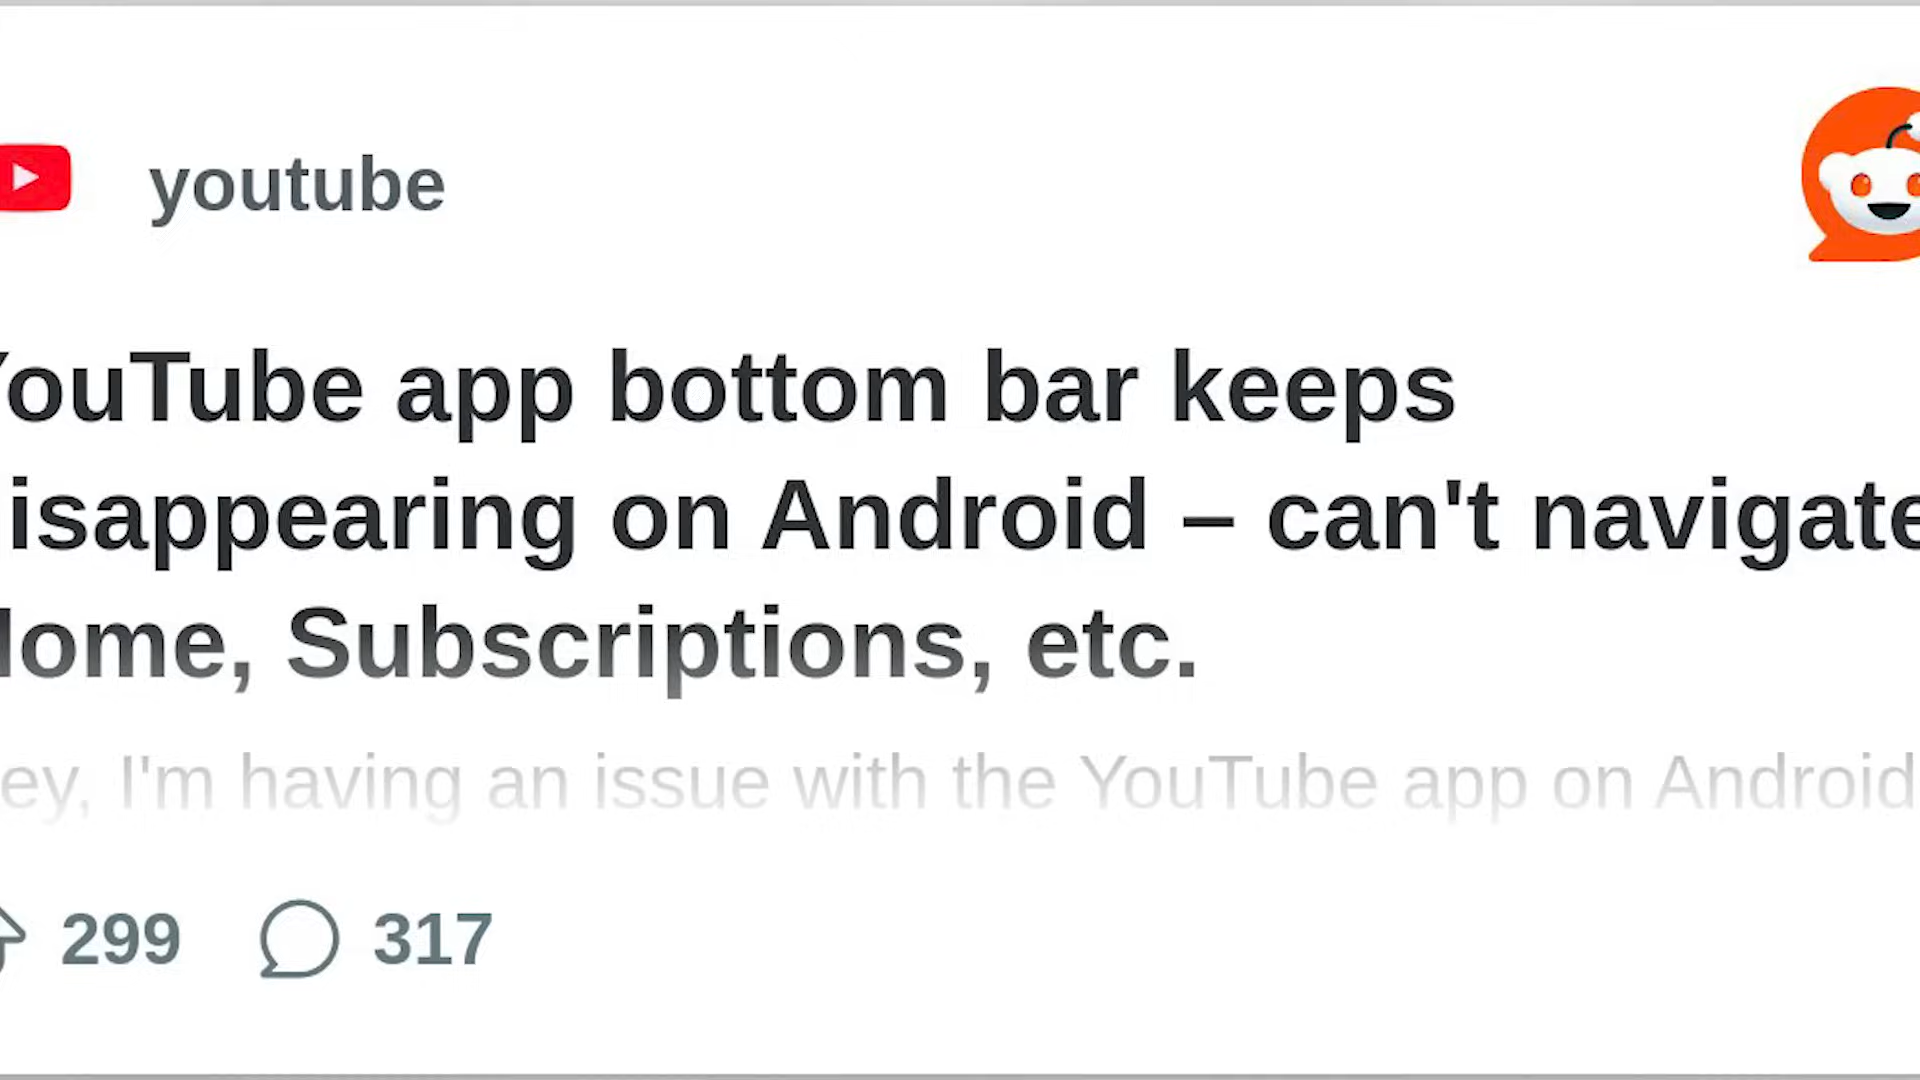 youtube
YouTube app bottom bar keeps
isappearing on Android – can't navigate
ome, Subscriptions, etc.
ey, I'm having an issue with the YouTube app on Android
299 317